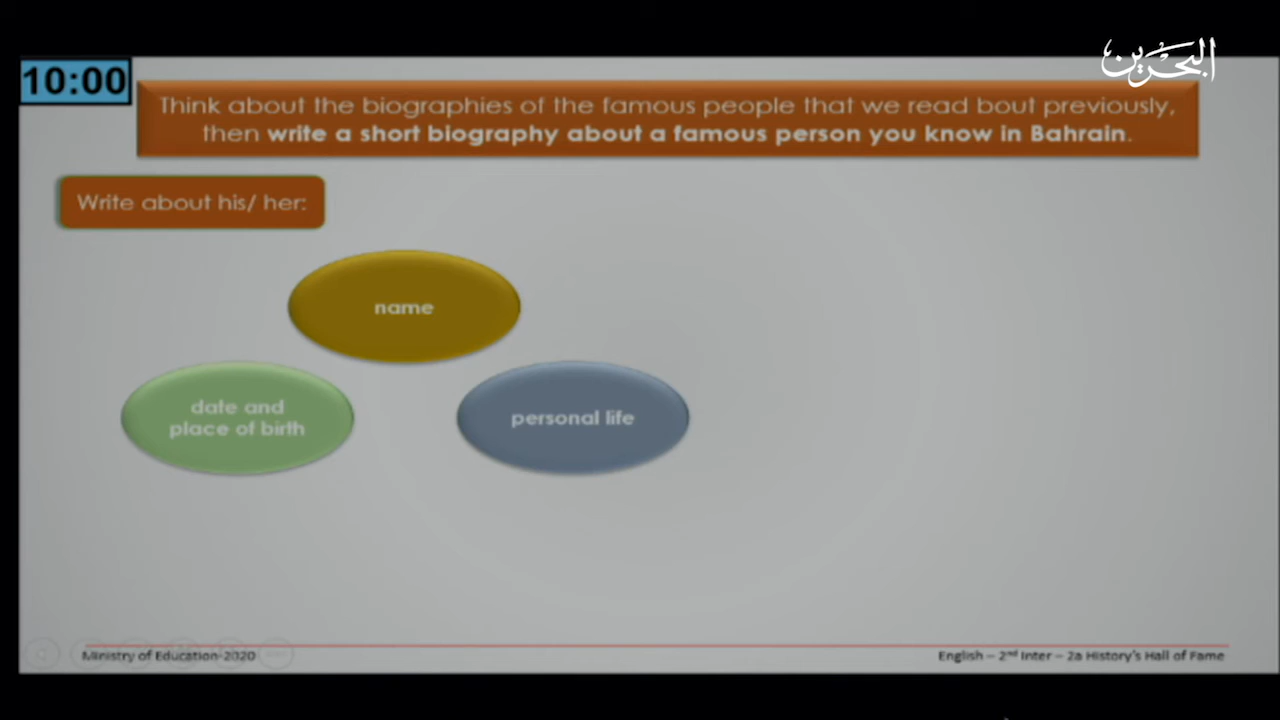 البحرين
10:00
Think about the biographies of the famous people that we read bout previously,
then write a short biography about a famous person you know in Bahrain.
Write about his/ her:
name
date and
place of birth
personal life
Ministry of Education-2020
English – 2nd Inter – 2a History's Hall of Fame